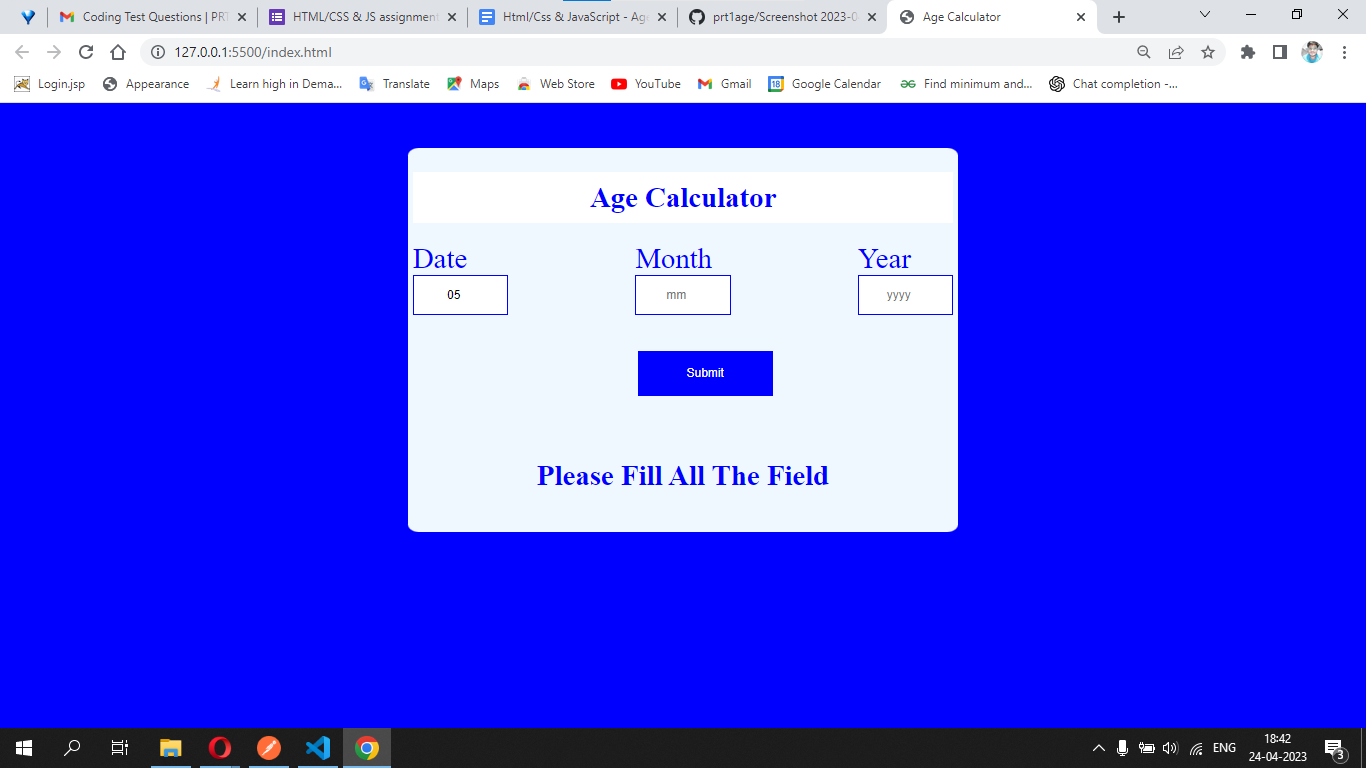 Coding Test Questions | PRT
HTML/CSS & JS assignment
Html/Css & JavaScript - Age
prt1age/Screenshot 2023-0
Age Calculator
127.0.0.1:5500/index.html
Login.jsp
Appearance
Learn high in Dema...
Translate
Maps
Web Store
YouTube
Gmail
18
Google Calendar
Find minimum and...
Chat completion -...
Age Calculator
Date Month Year
05 mm yyyy
Submit
Please Fill All The Field
ENG
18:42
24-04-2023
3